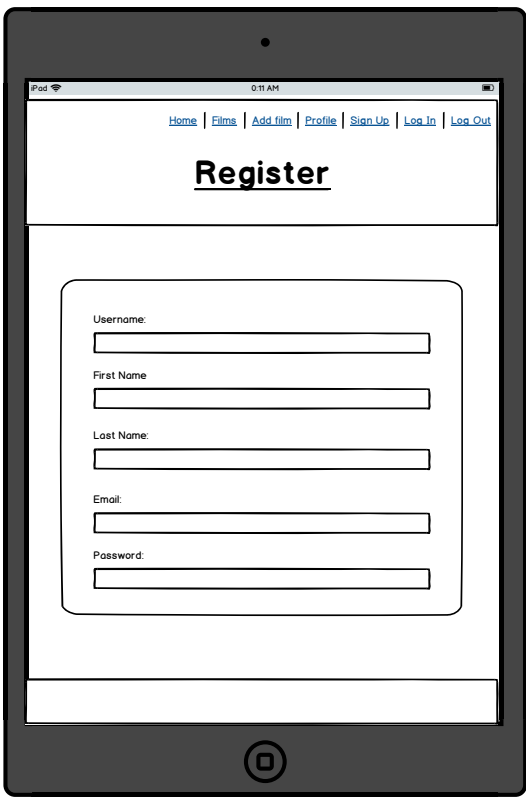 iPad 0:11 AM
Home Films Add film Profile Sign Up Log In Log Out
Register
Username:
First Name
Last Name:
Email:
Password: